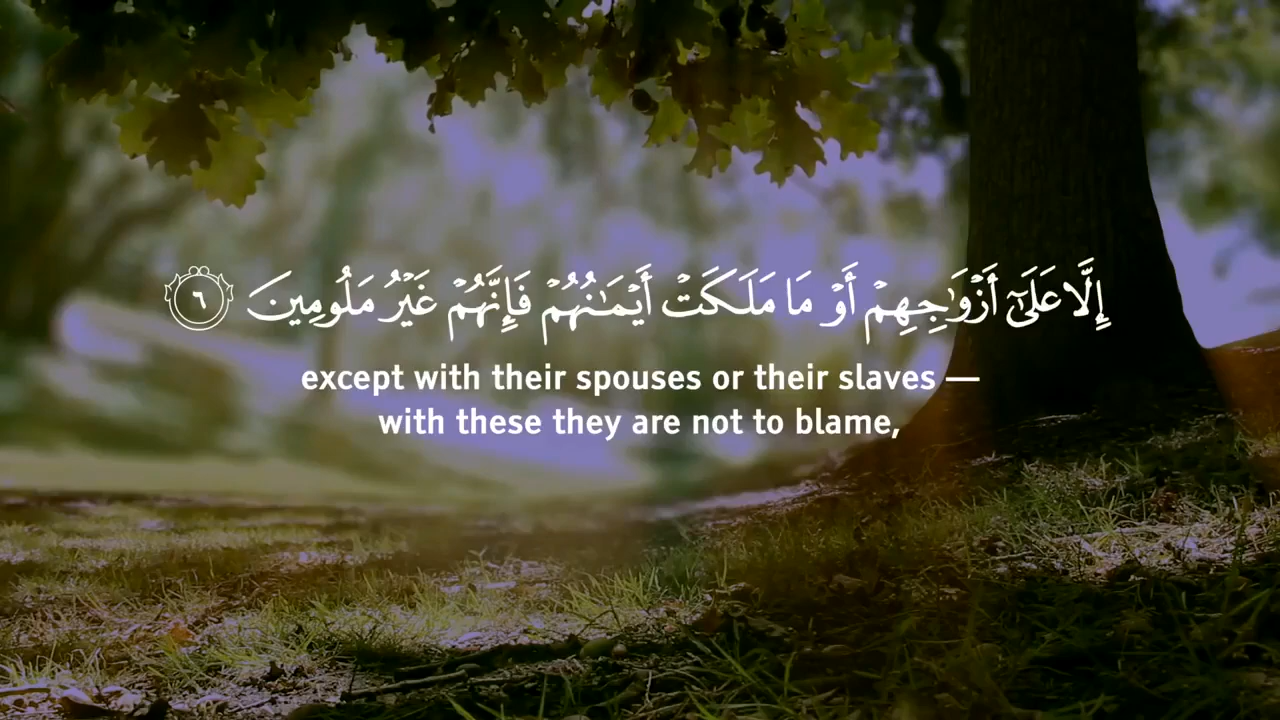 إِلَّا عَلَىٰٓ أَزْوَٰجِهِمْ أَوْ مَا مَلَكَتْ أَيْمَـٰنُهُمْ فَإِنَّهُمْ غَيْرُ مَلُومِينَ ٦
except with their spouses or their slaves —
with these they are not to blame,